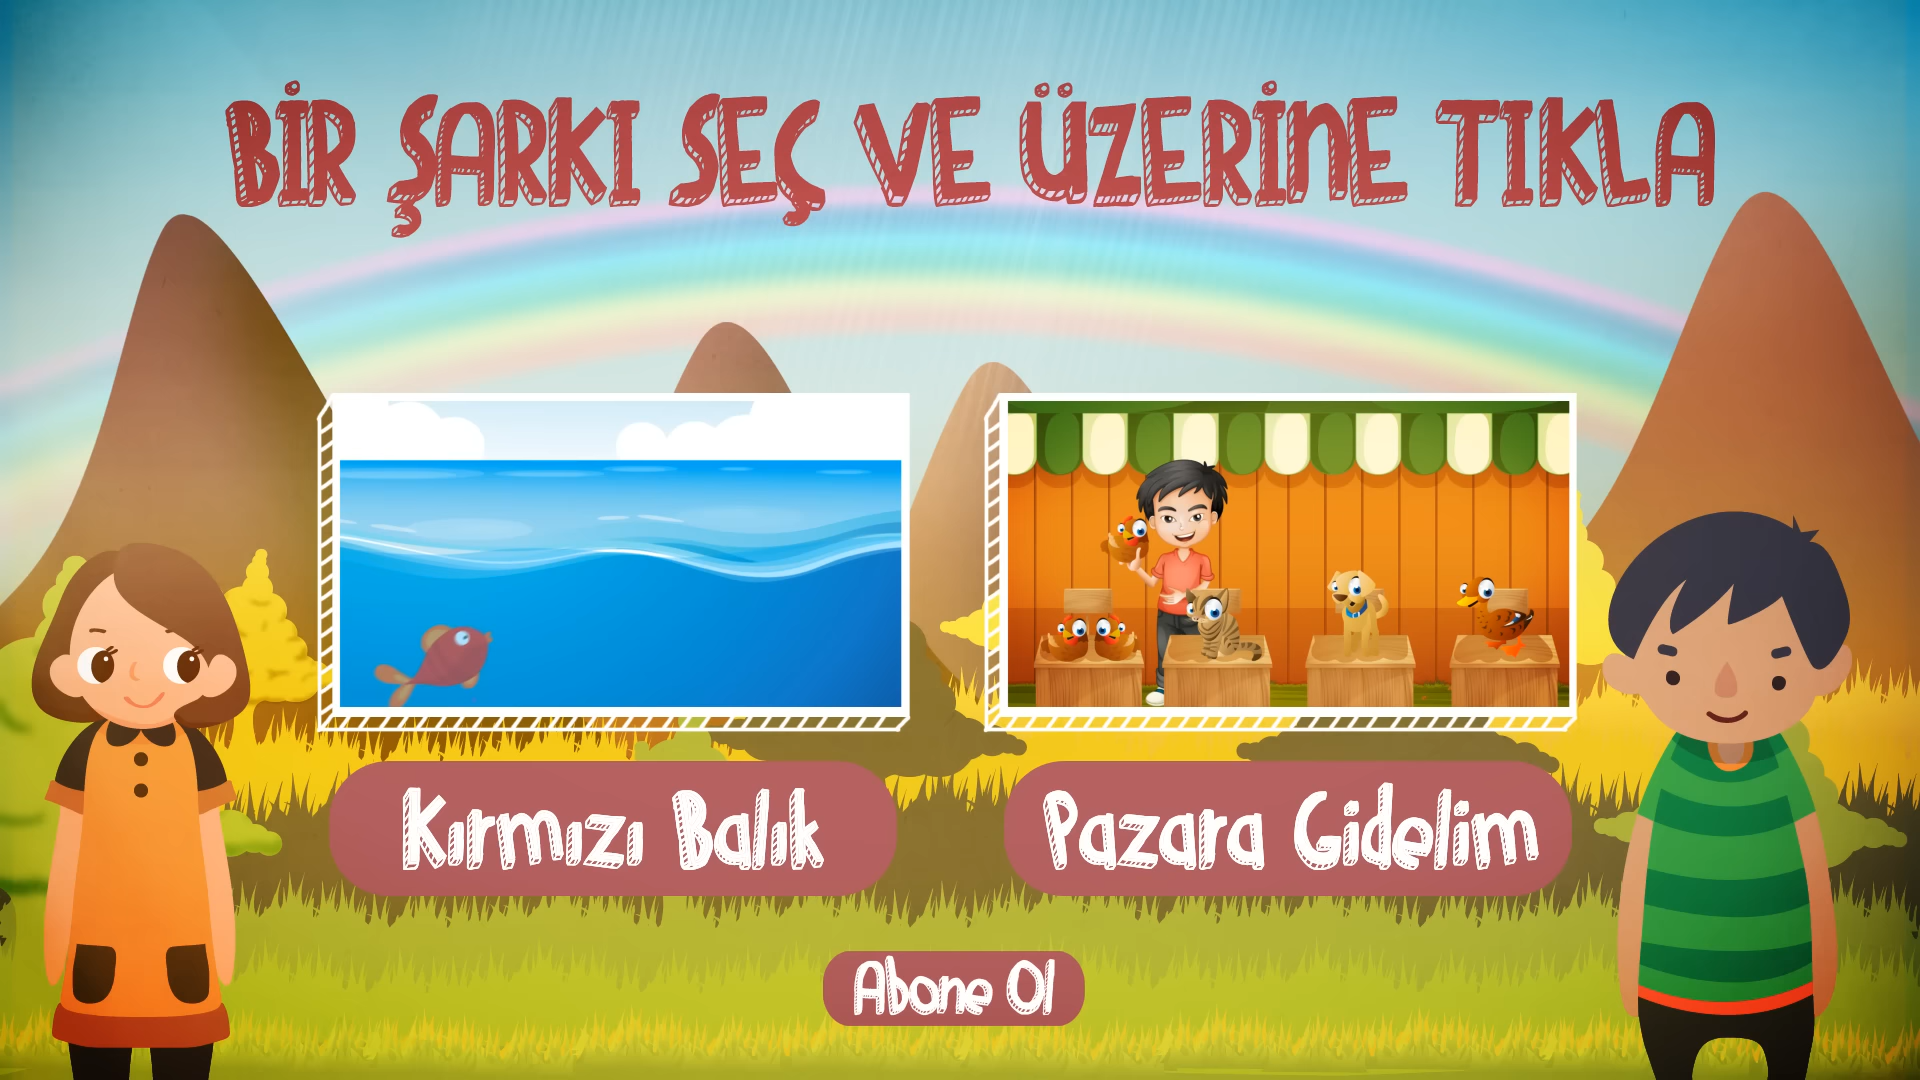 BİR ŞARKI SEÇ VE ÜZERİNE TIKLA
Kırmızı Balık
Pazara Gidelim
Abone Ol